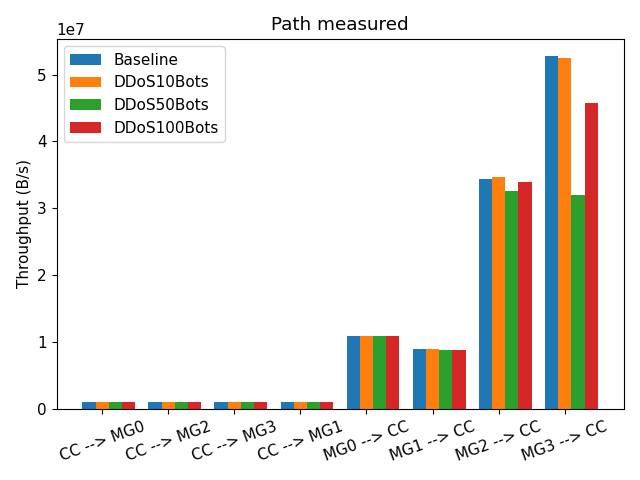 Path measured
1e7
Baseline
DDoS10Bots
DDoS50Bots
DDoS100Bots
Throughput (B/s)
5
4
3
2
1
0
CC --> MG0
CC --> MG2
CC --> MG3
CC --> MG1
MG0 --> CC
MG1 --> CC
MG2 --> CC
MG3 --> CC